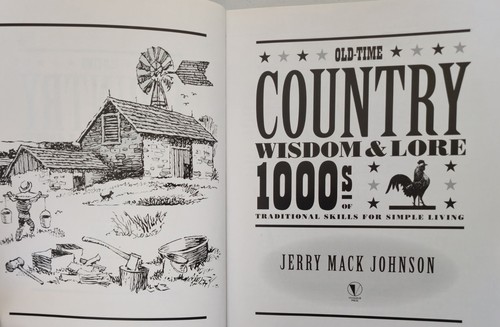 OLD-TIME
COUNTRY
WISDOM & LORE
1000s
OF
TRADITIONAL SKILLS FOR SIMPLE LIVING
JERRY MACK JOHNSON